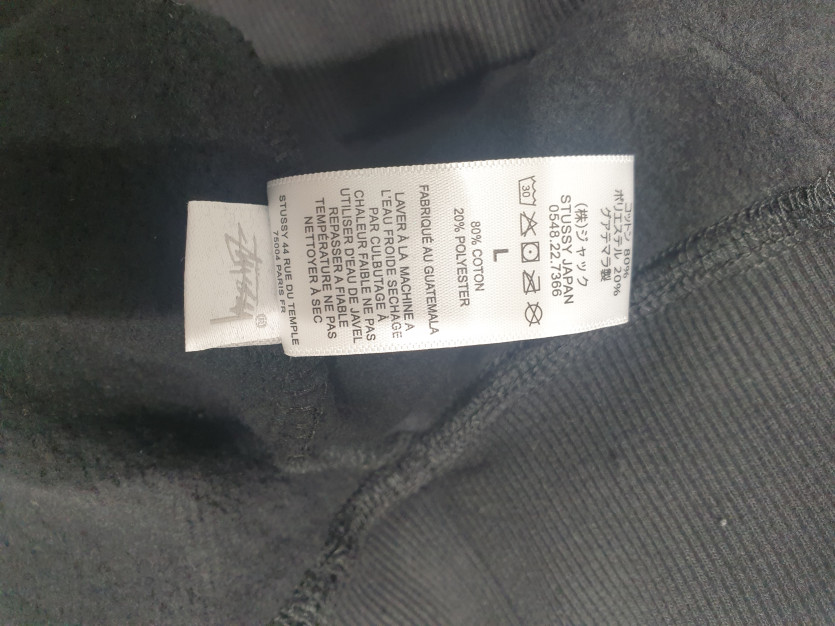 コットン 80%
ポリエステル 20%
グアテマラ製
(株)ジャック
STUSSY JAPAN
0548.22.7366
30
L
80% COTON
20% POLYESTER
FABRIQUÉ AU GUATEMALA
LAVER À LA MACHINE A
L'EAU FROIDE SECHAGE
PAR CULBUTAGE À
CHALEUR FAIBLE NE PAS
UTILISER D'EAU DE JAVEL
REPASSER A FIABLE
TEMPÉRATURE NE PAS
NETTOYER À SEC
STUSSY 44 RUE DU TEMPLE
75004 PARIS FR
STÜSSY ®